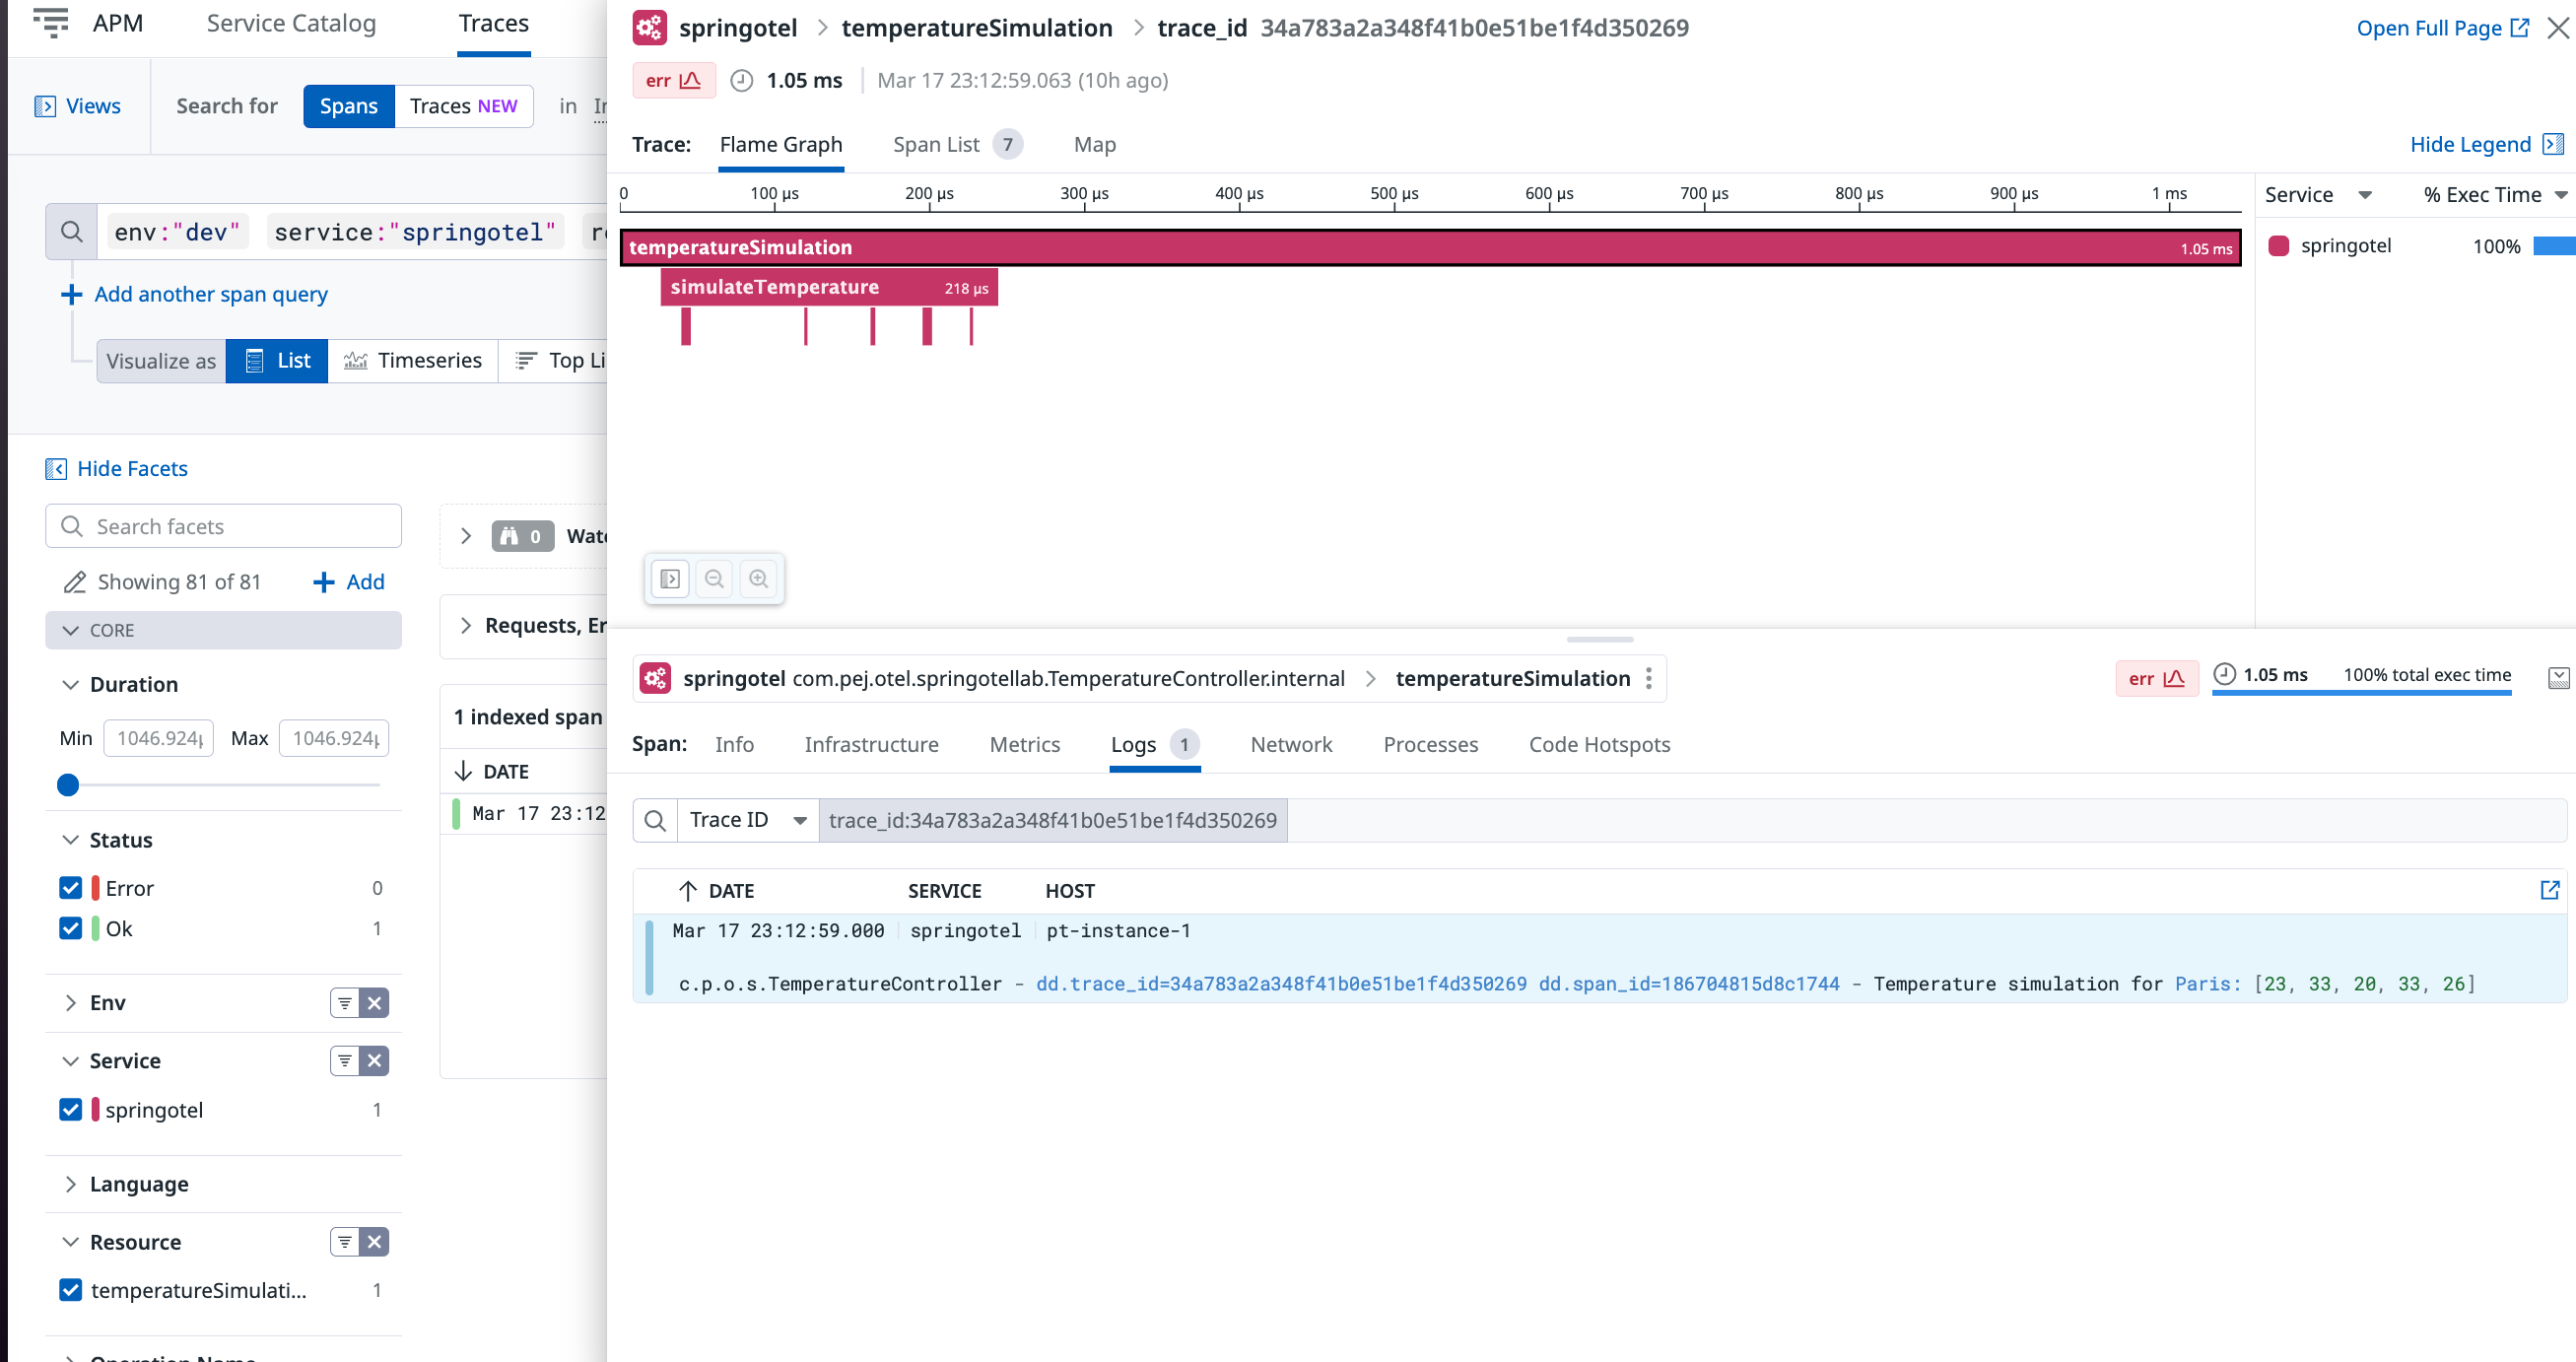 APM Service Catalog Traces
Views Search for Spans Traces NEW in
env:"dev" service:"springotel"
Add another span query
Visualize as List Timeseries Top Li
Hide Facets
Search facets
Showing 81 of 81 Add
CORE
Duration
Min 1046.924µ Max 1046.924µ
Status
Error 0
Ok 1
Env
Service
springotel 1
Language
Resource
temperatureSimulati... 1
Operation Name
0 Watc
Requests, Er
1 indexed span
DATE
Mar 17 23:12
springotel > temperatureSimulation > trace_id 34a783a2a348f41b0e51be1f4d350269 Open Full Page
err 1.05 ms Mar 17 23:12:59.063 (10h ago)
Trace: Flame Graph Span List 7 Map Hide Legend
0 100 µs 200 µs 300 µs 400 µs 500 µs 600 µs 700 µs 800 µs 900 µs 1 ms Service % Exec Time
temperatureSimulation 1.05 ms springotel 100%
simulateTemperature 218 µs
springotel com.pej.otel.springotellab.TemperatureController.internal > temperatureSimulation err 1.05 ms 100% total exec time
Span: Info Infrastructure Metrics Logs 1 Network Processes Code Hotspots
Trace ID trace_id:34a783a2a348f41b0e51be1f4d350269
DATE SERVICE HOST
Mar 17 23:12:59.000 springotel pt-instance-1
c.p.o.s.TemperatureController - dd.trace_id=34a783a2a348f41b0e51be1f4d350269 dd.span_id=186704815d8c1744 - Temperature simulation for Paris: [23, 33, 20, 33, 26]